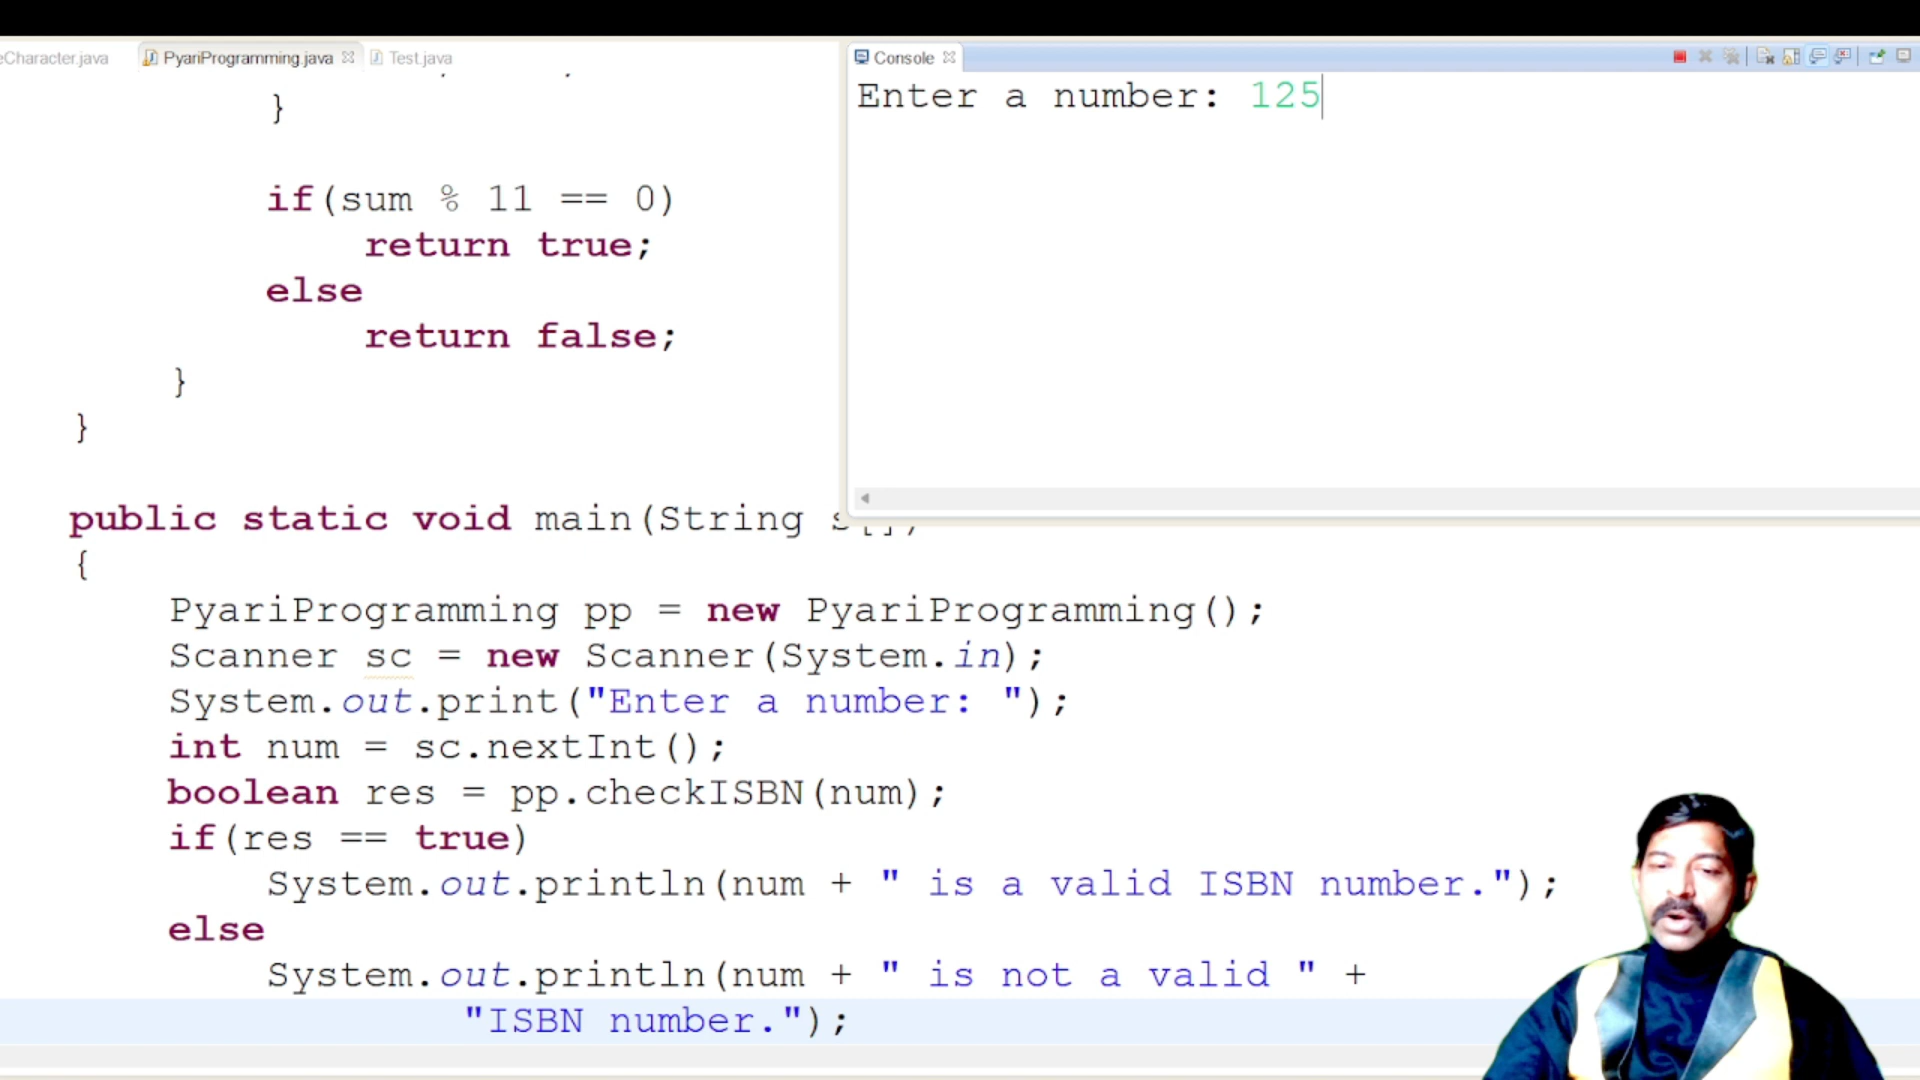 eCharacter.java PyariProgramming.java Test.java
}
if(sum % 11 == 0)
return true;
else
return false;
}
}
public static void main(String s[])
{
PyariProgramming pp = new PyariProgramming();
Scanner sc = new Scanner(System.in);
System.out.print("Enter a number: ");
int num = sc.nextInt();
boolean res = pp.checkISBN(num);
if(res == true)
System.out.println(num + " is a valid ISBN number.");
else
System.out.println(num + " is not a valid " +
"ISBN number.");
Console
Enter a number: 125